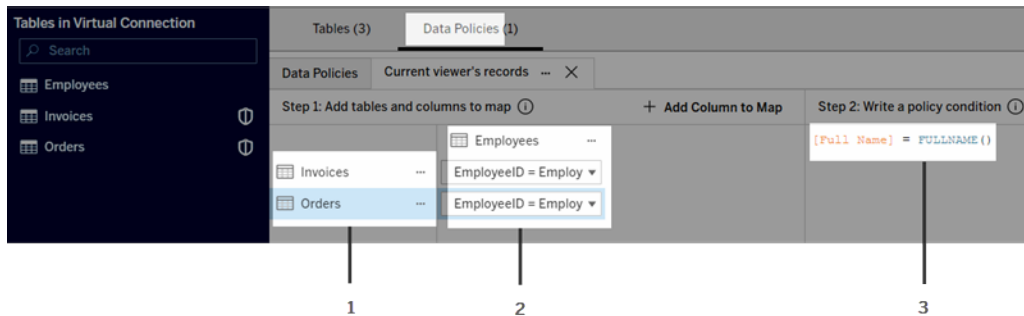 Tables in Virtual Connection
Search
Employees
Invoices
Orders
Tables (3)
Data Policies (1)
Data Policies
Current viewer's records ...
Step 1: Add tables and columns to map
+ Add Column to Map
Step 2: Write a policy condition
Employees ...
[Full Name] = FULLNAME()
Invoices ...
EmployeeID = Employ
Orders ...
EmployeeID = Employ
1
2
3